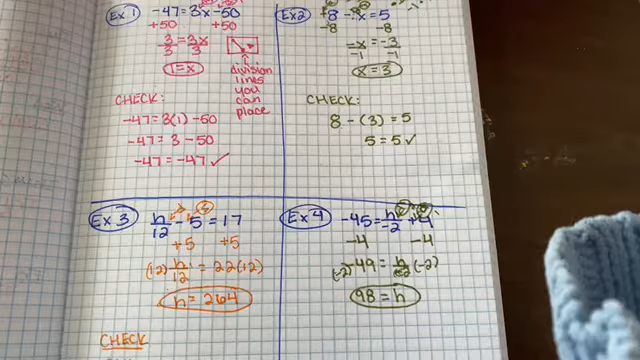 Ex 1
-47 = 3x - 50
+50 +50
3/3 = 3x/3
1 = x
division
lines
you
can
place
CHECK:
-47 = 3(1) - 50
-47 = 3 - 50
-47 = -47 ✓
Ex 2
8 - x = 5
-8 -8
-x/-1 = -3/-1
x = 3
CHECK:
8 - (3) = 5
5 = 5 ✓
Ex 3
h/12 - 5 = 17
+5 +5
(12) h/12 = 22(12)
h = 264
CHECK
Ex 4
-45 = h/-2 + 4
-4 -4
(-2) -49 = h/-2 (-2)
98 = h